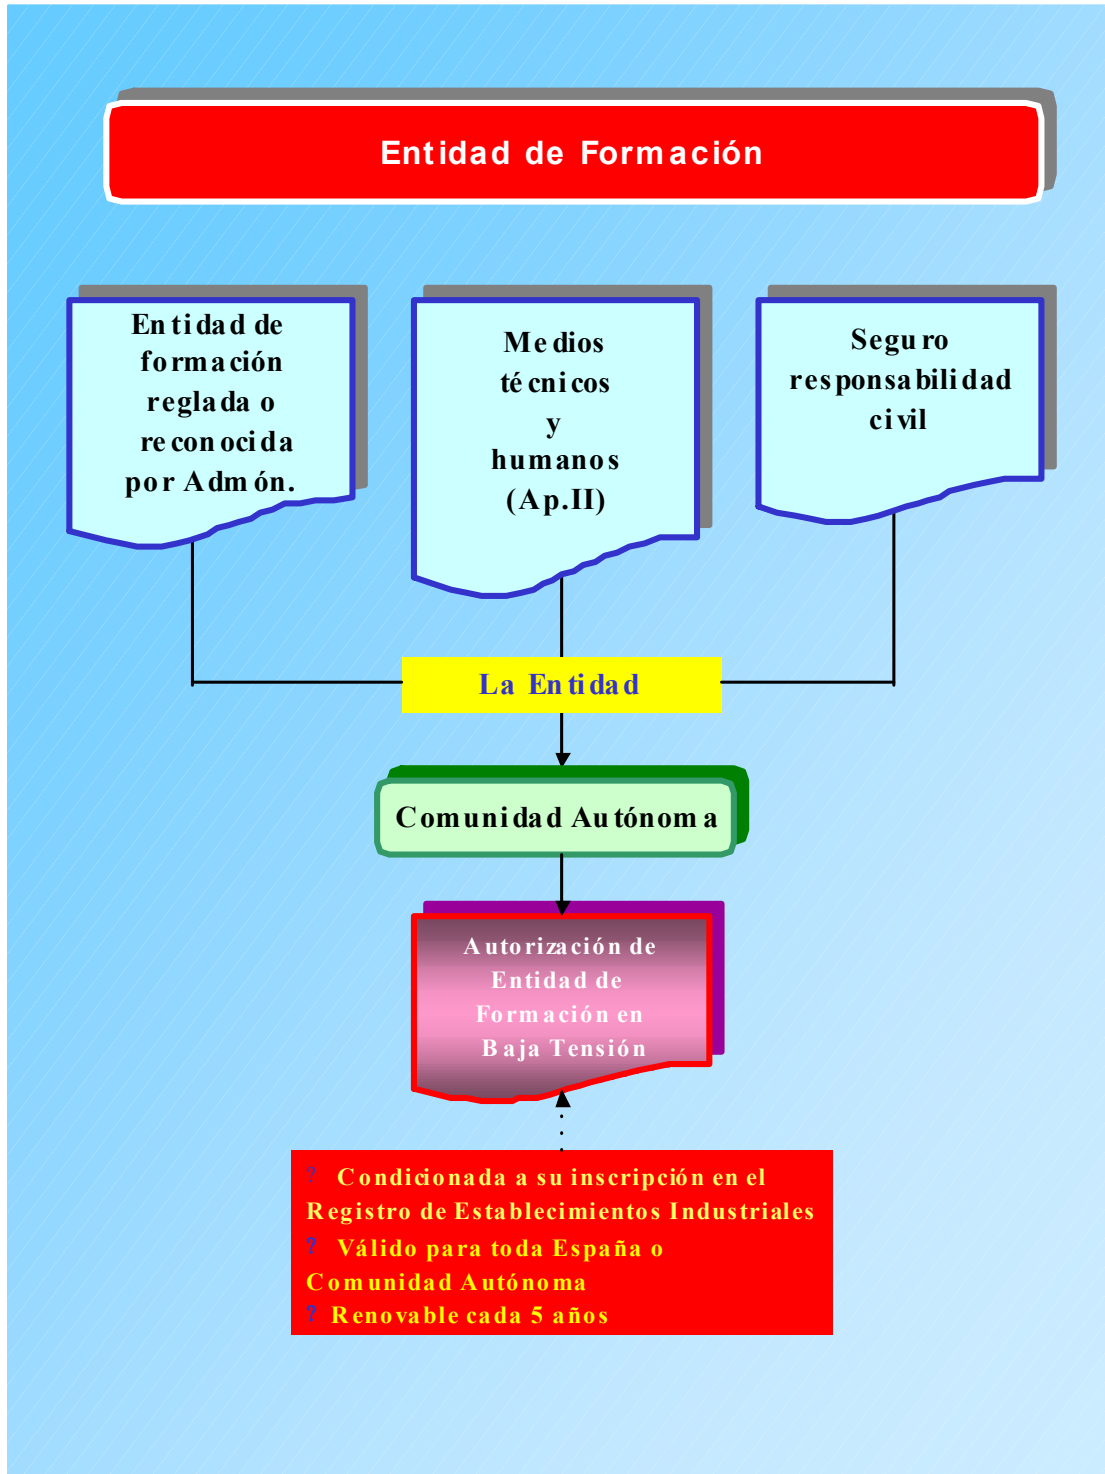 Entidad de Formación
Entidad de
formación
reglada o
reconocida
por Admón.
Medios
técnicos
y
humanos
(Ap.II)
Seguro
responsabilidad
civil
La Entidad
Comunidad Autónoma
Autorización de
Entidad de
Formación en
Baja Tensión
? Condicionada a su inscripción en el
Registro de Establecimientos Industriales
? Válido para toda España o
Comunidad Autónoma
? Renovable cada 5 años